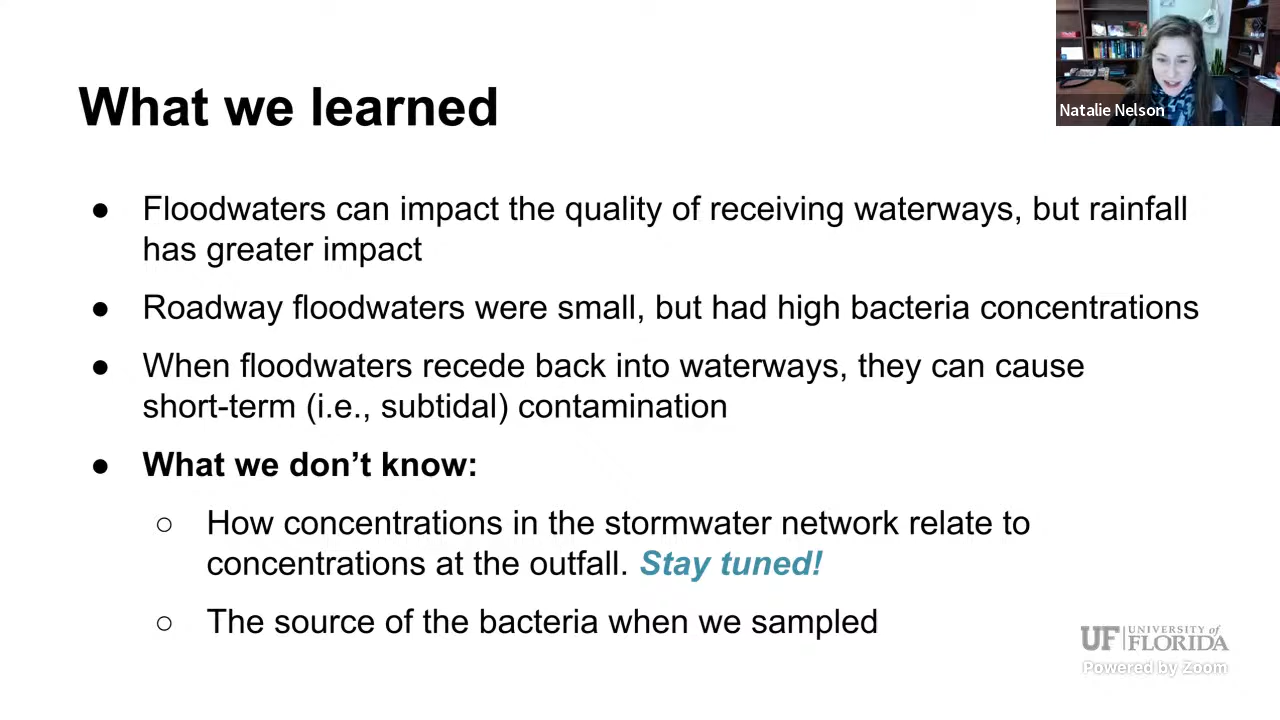 Natalie Nelson
What we learned
● Floodwaters can impact the quality of receiving waterways, but rainfall
has greater impact
● Roadway floodwaters were small, but had high bacteria concentrations
● When floodwaters recede back into waterways, they can cause
short-term (i.e., subtidal) contamination
● What we don’t know:
○ How concentrations in the stormwater network relate to
concentrations at the outfall. Stay tuned!
○ The source of the bacteria when we sampled
UF UNIVERSITY of
FLORIDA
Powered by Zoom